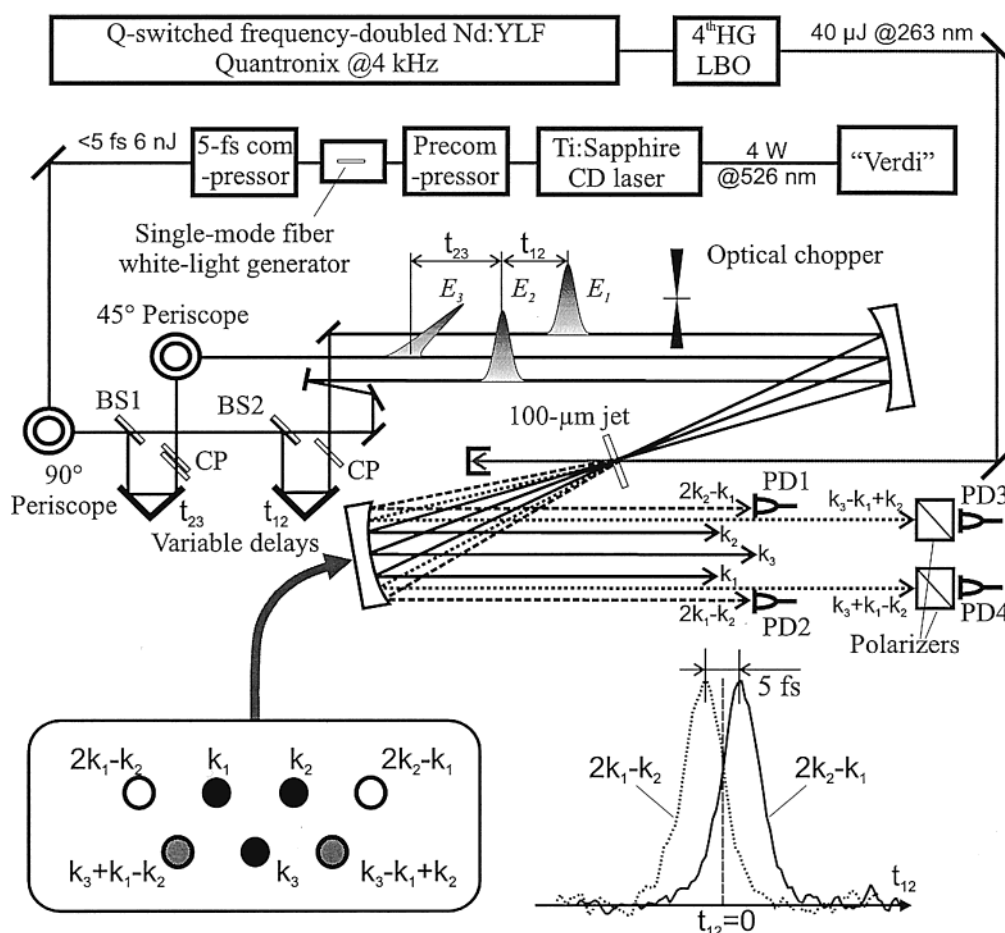 Q-switched frequency-doubled Nd:YLF
Quantronix @4 kHz
4thHG
LBO
40 µJ @263 nm
<5 fs 6 nJ
5-fs com
-pressor
Precom
-pressor
Ti:Sapphire
CD laser
4 W
@526 nm
“Verdi”
Single-mode fiber
white-light generator
t23
t12
Optical chopper
E3
E2
E1
45° Periscope
BS1
BS2
100-µm jet
CP
CP
90°
Periscope
t23
t12
Variable delays
2k2-k1
PD1
k3-k1+k2
PD3
k2
k3
k1
2k1-k2
PD2
k3+k1-k2
PD4
Polarizers
5 fs
2k1-k2
k1
k2
2k2-k1
k3+k1-k2
k3
k3-k1+k2
2k1-k2
2k2-k1
t12
t12=0